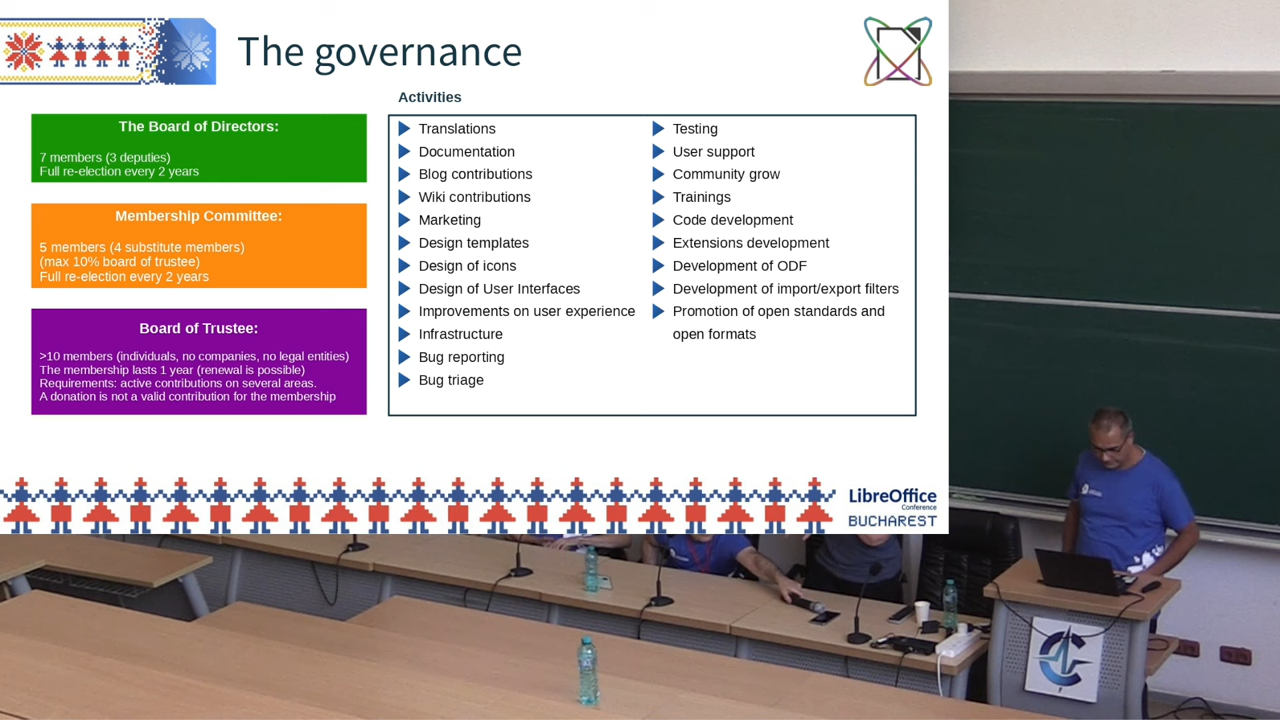 The governance
The Board of Directors:
7 members (3 deputies)
Full re-election every 2 years
Membership Committee:
5 members (4 substitute members)
(max 10% board of trustee)
Full re-election every 2 years
Board of Trustee:
>10 members (individuals, no companies, no legal entities)
The membership lasts 1 year (renewal is possible)
Requirements: active contributions on several areas.
A donation is not a valid contribution for the membership
Activities
Translations
Documentation
Blog contributions
Wiki contributions
Marketing
Design templates
Design of icons
Design of User Interfaces
Improvements on user experience
Infrastructure
Bug reporting
Bug triage
Testing
User support
Community grow
Trainings
Code development
Extensions development
Development of ODF
Development of import/export filters
Promotion of open standards and
open formats
LibreOffice
Conference
BUCHAREST